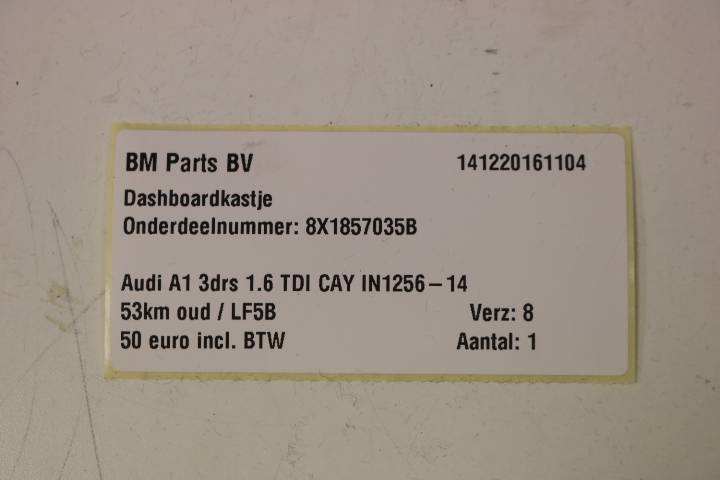 BM Parts BV 141220161104
Dashboardkastje
Onderdeelnummer: 8X1857035B
Audi A1 3drs 1.6 TDI CAY IN1256-14
53km oud / LF5B Verz: 8
50 euro incl. BTW Aantal: 1